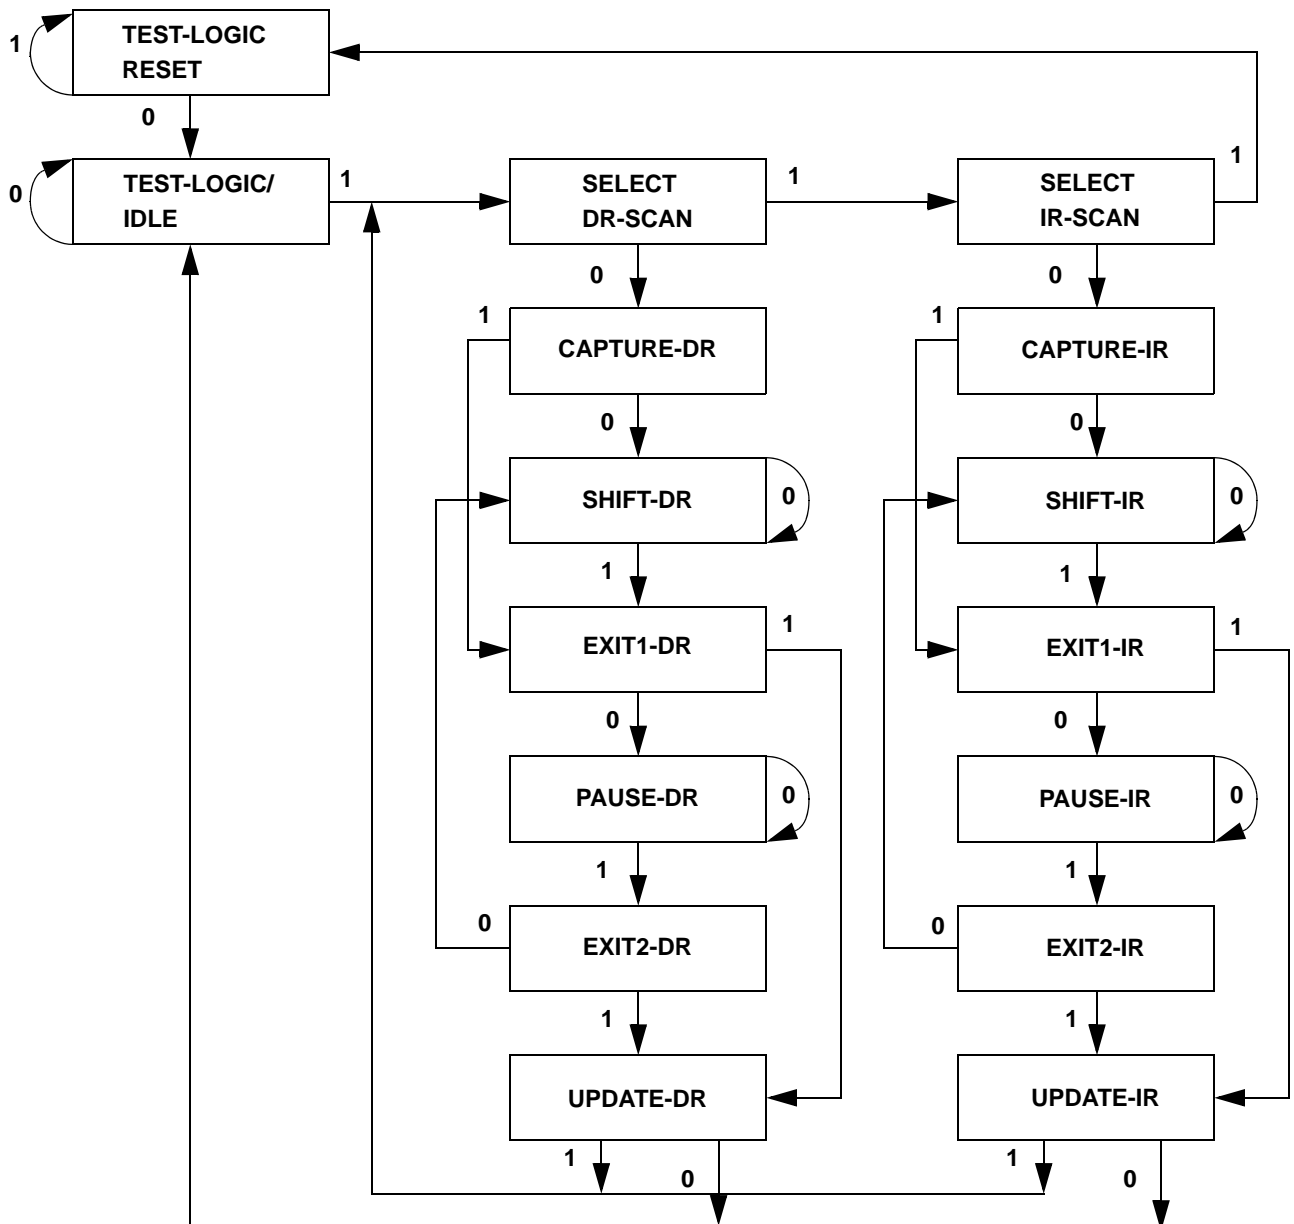 TEST-LOGIC
RESET
1
0
TEST-LOGIC/
IDLE
0
1
SELECT
DR-SCAN
1
SELECT
IR-SCAN
1
0
0
1
CAPTURE-DR
1
CAPTURE-IR
0
0
SHIFT-DR
0
SHIFT-IR
0
1
1
EXIT1-DR
1
EXIT1-IR
1
0
0
PAUSE-DR
0
PAUSE-IR
0
1
1
0
EXIT2-DR
0
EXIT2-IR
1
1
UPDATE-DR
UPDATE-IR
1
0
1
0